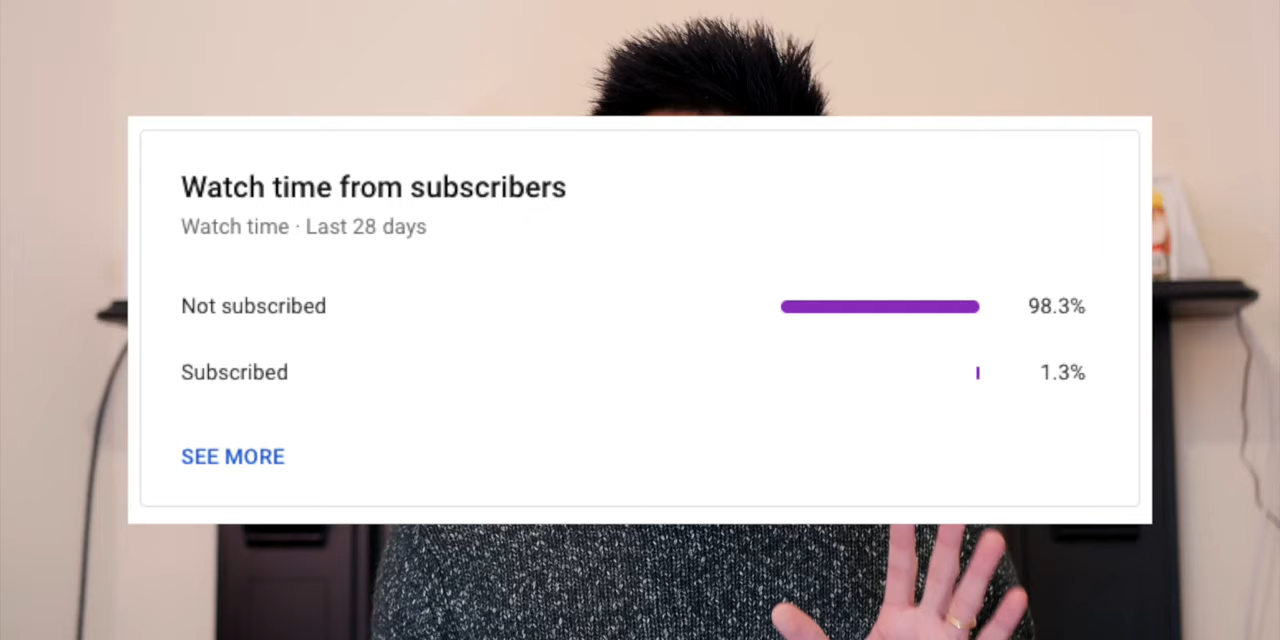 Watch time from subscribers
Watch time · Last 28 days
Not subscribed 98.3%
Subscribed 1.3%
SEE MORE